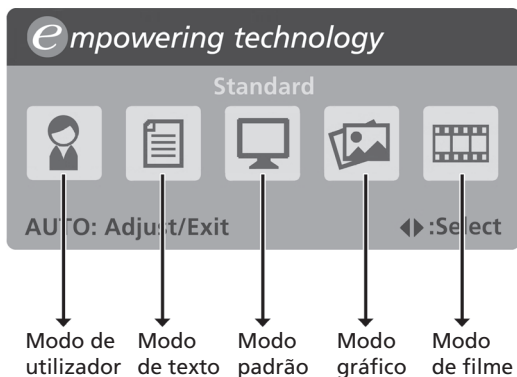 empowering technology
Standard
AUTO: Adjust/Exit
:Select
Modo de utilizador
Modo de texto
Modo padrão
Modo gráfico
Modo de filme